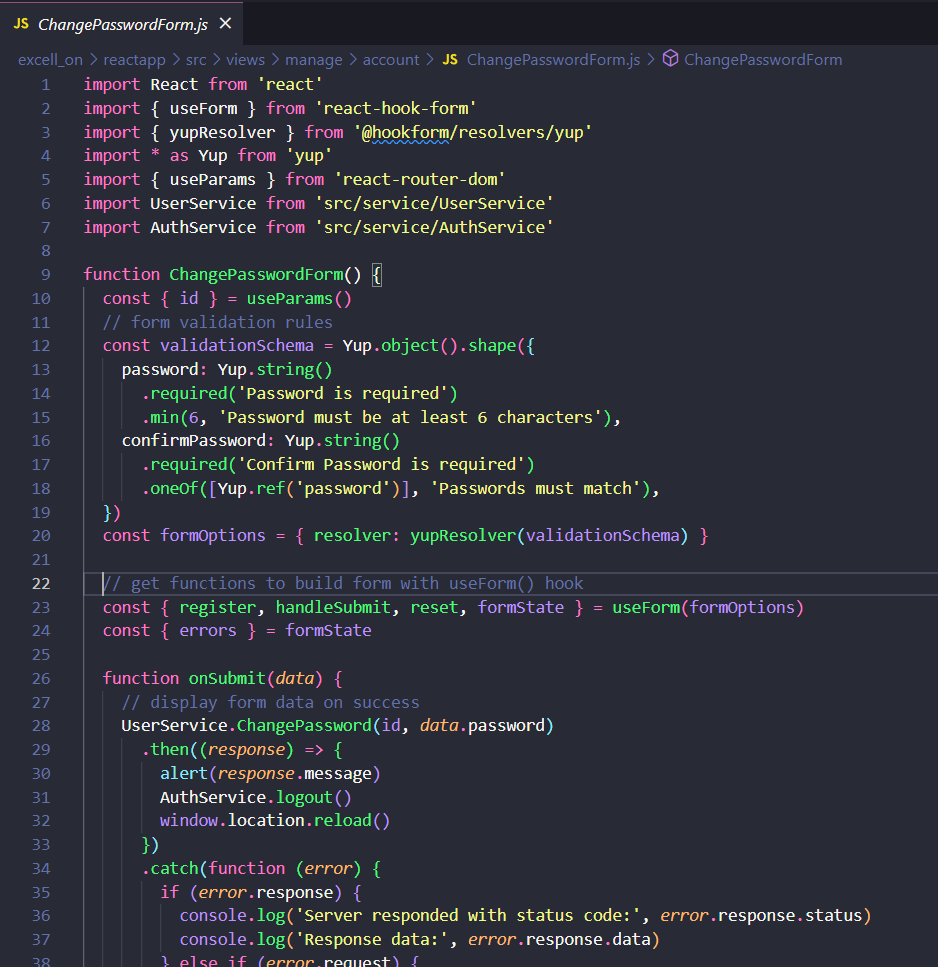 JS ChangePasswordForm.js ×
excell_on > reactapp > src > views > manage > account > JS ChangePasswordForm.js > ChangePasswordForm
1 import React from 'react'
2 import { useForm } from 'react-hook-form'
3 import { yupResolver } from '@hookform/resolvers/yup'
4 import * as Yup from 'yup'
5 import { useParams } from 'react-router-dom'
6 import UserService from 'src/service/UserService'
7 import AuthService from 'src/service/AuthService'
8
9 function ChangePasswordForm() {
10 const { id } = useParams()
11 // form validation rules
12 const validationSchema = Yup.object().shape({
13 password: Yup.string()
14 .required('Password is required')
15 .min(6, 'Password must be at least 6 characters'),
16 confirmPassword: Yup.string()
17 .required('Confirm Password is required')
18 .oneOf([Yup.ref('password')], 'Passwords must match'),
19 })
20 const formOptions = { resolver: yupResolver(validationSchema) }
21
22 // get functions to build form with useForm() hook
23 const { register, handleSubmit, reset, formState } = useForm(formOptions)
24 const { errors } = formState
25
26 function onSubmit(data) {
27 // display form data on success
28 UserService.ChangePassword(id, data.password)
29 .then((response) => {
30 alert(response.message)
31 AuthService.logout()
32 window.location.reload()
33 })
34 .catch(function (error) {
35 if (error.response) {
36 console.log('Server responded with status code:', error.response.status)
37 console.log('Response data:', error.response.data)
38 } else if (error.request) {